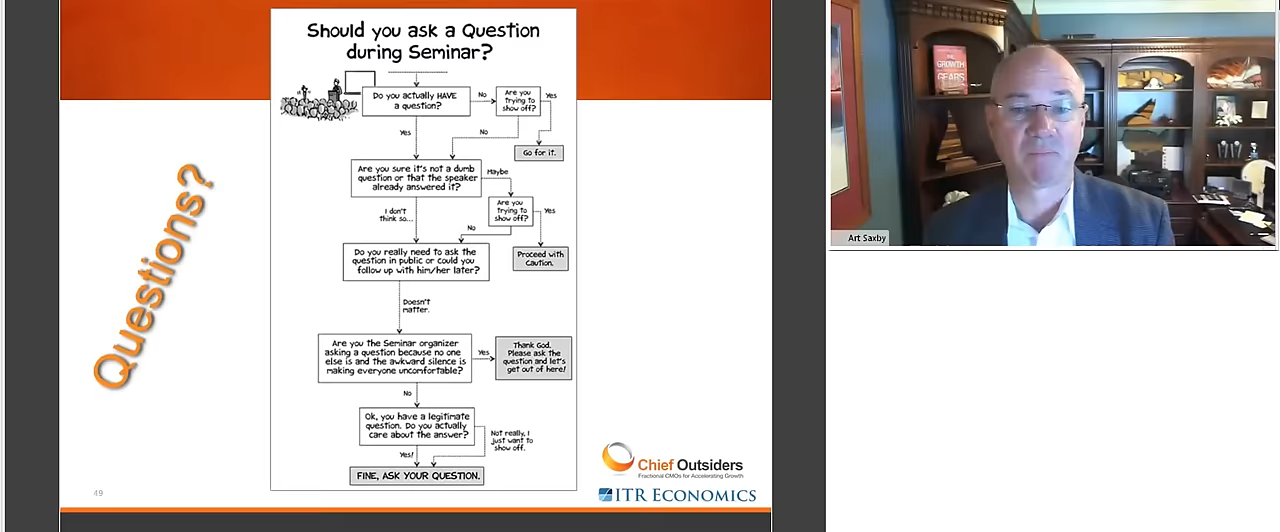 Should you ask a Question
during Seminar?
Do you actually HAVE
a question?
No
Are you
trying to
show off?
Yes
Yes
No
Go for it.
Are you sure it's not a dumb
question or that the speaker
already answered it?
Maybe
Are you
trying to
show off?
Yes
I don't
think so...
No
Proceed with
Caution.
Do you really need to ask the
question in public or could you
follow up with him/her later?
Doesn't
matter.
Are you the Seminar organizer
asking a question because no one
else is and the awkward silence is
making everyone uncomfortable?
Yes
Thank God.
Please ask the
question and let's
get out of here!
No
Ok, you have a legitimate
question. Do you actually
care about the answer?
Not really, I
just want to
show off.
Yes!
FINE, ASK YOUR QUESTION.
Questions?
49
Chief Outsiders
Fractional CMOs for Accelerating Growth
ITR ECONOMICS
THE
GROWTH
GEARS
Art Saxby